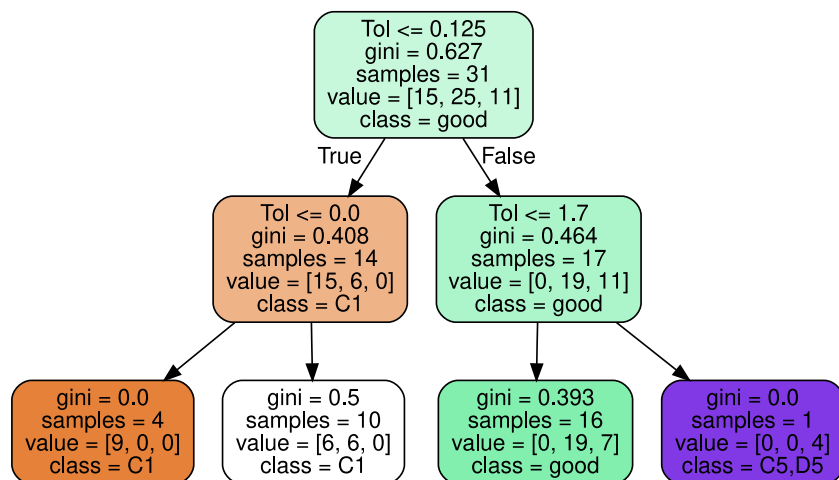 Tol <= 0.125
gini = 0.627
samples = 31
value = [15, 25, 11]
class = good
True
False
Tol <= 0.0
gini = 0.408
samples = 14
value = [15, 6, 0]
class = C1
Tol <= 1.7
gini = 0.464
samples = 17
value = [0, 19, 11]
class = good
gini = 0.0
samples = 4
value = [9, 0, 0]
class = C1
gini = 0.5
samples = 10
value = [6, 6, 0]
class = C1
gini = 0.393
samples = 16
value = [0, 19, 7]
class = good
gini = 0.0
samples = 1
value = [0, 0, 4]
class = C5,D5